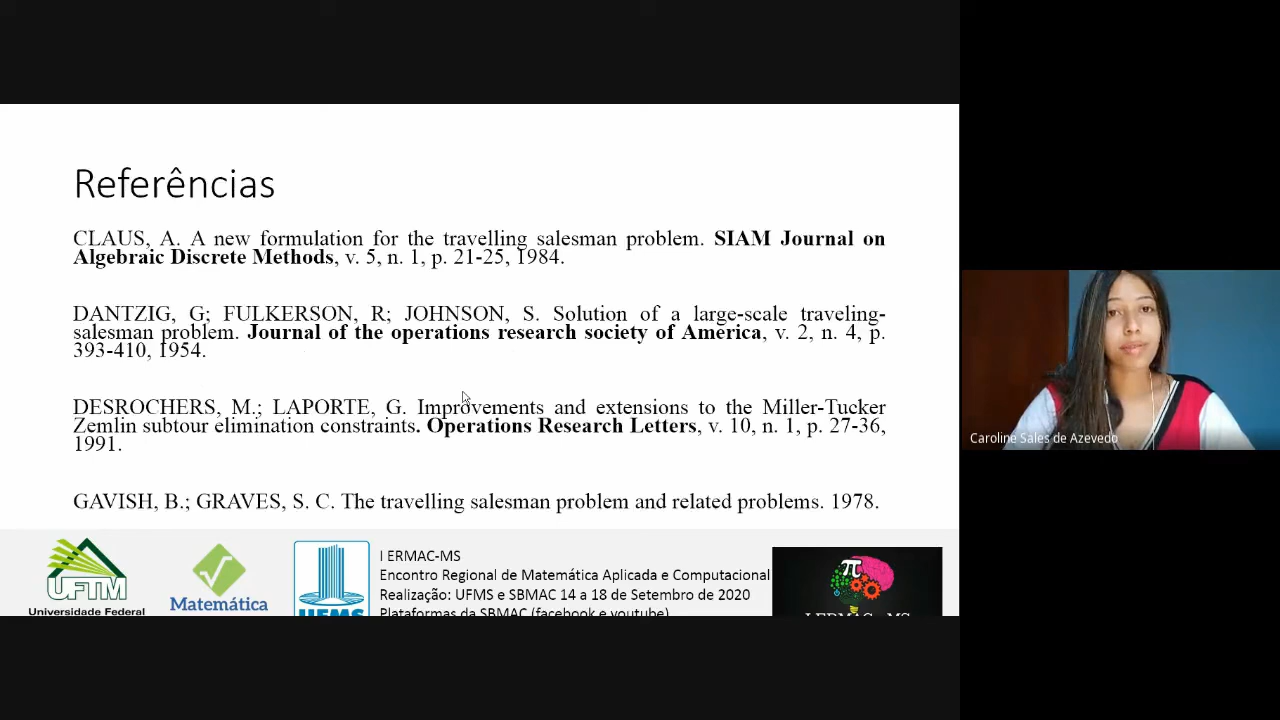 Referências
CLAUS, A. A new formulation for the travelling salesman problem. SIAM Journal on
Algebraic Discrete Methods, v. 5, n. 1, p. 21-25, 1984.
DANTZIG, G; FULKERSON, R; JOHNSON, S. Solution of a large-scale traveling-
salesman problem. Journal of the operations research society of America, v. 2, n. 4, p.
393-410, 1954.
DESROCHERS, M.; LAPORTE, G. Improvements and extensions to the Miller-Tucker
Zemlin subtour elimination constraints. Operations Research Letters, v. 10, n. 1, p. 27-36,
1991.
GAVISH, B.; GRAVES, S. C. The travelling salesman problem and related problems. 1978.
UFTM
Universidade Federal
√
Matemática
UFMS
I ERMAC-MS
Encontro Regional de Matemática Aplicada e Computacional
Realização: UFMS e SBMAC 14 a 18 de Setembro de 2020
Plataformas da SBMAC (facebook e youtube)
π
I ERMAC - MS
Caroline Sales de Azevedo